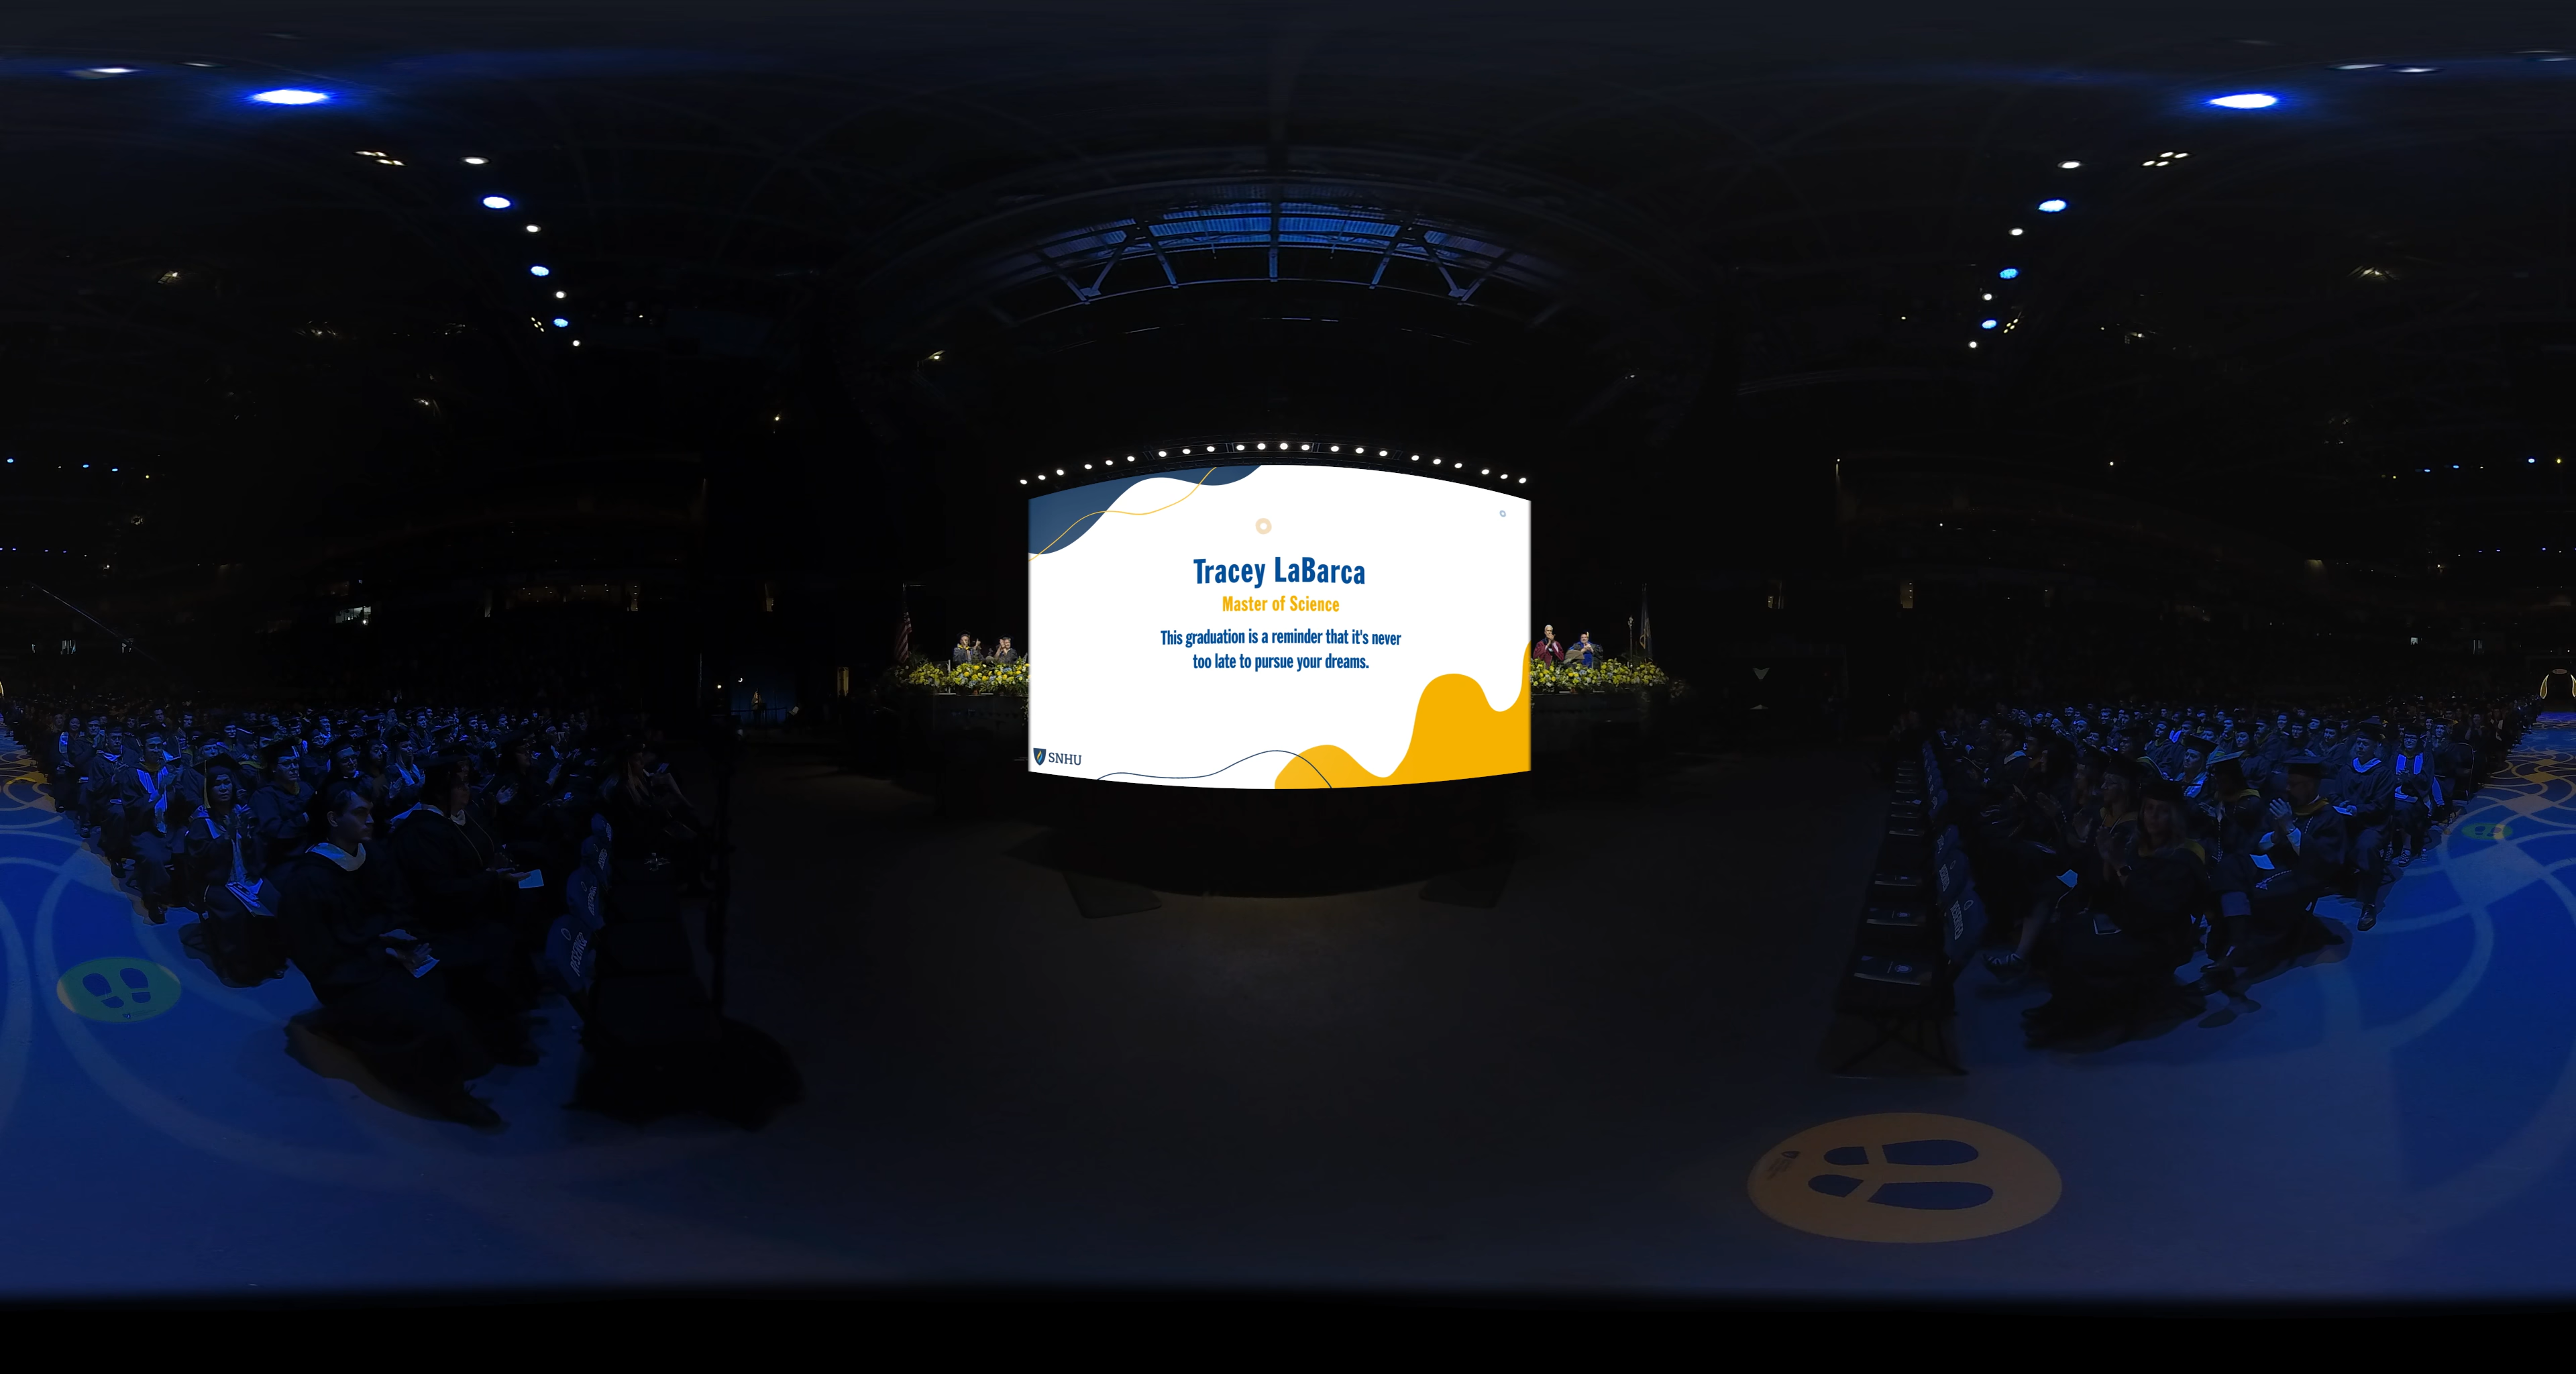 Tracey LaBarca
Master of Science
This graduation is a reminder that it's never
too late to pursue your dreams.
SNHU
RESERVED